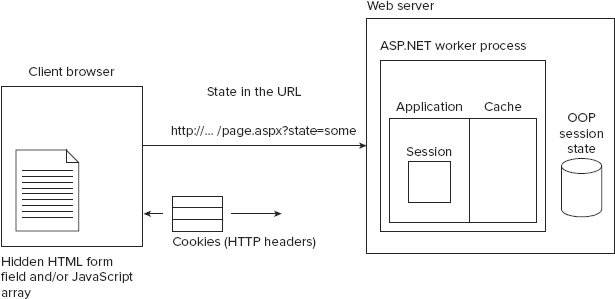 Web server
ASP.NET worker process
Client browser
State in the URL
Application
Cache
OOP
session
state
http://... /page.aspx?state=some
Session
Cookies (HTTP headers)
Hidden HTML form
field and/or JavaScript
array